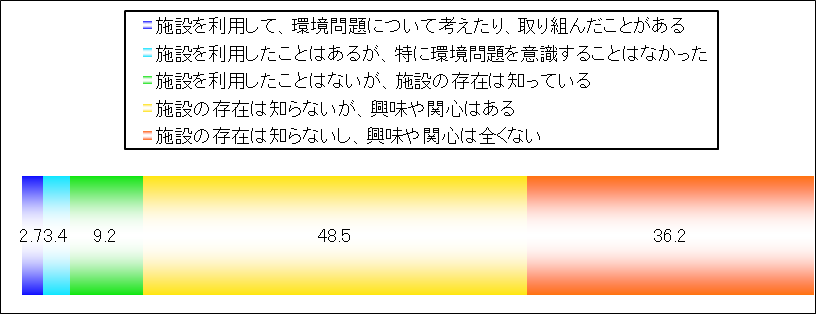 施設を利用して、環境問題について考えたり、取り組んだことがある
施設を利用したことはあるが、特に環境問題を意識することはなかった
施設を利用したことはないが、施設の存在は知っている
施設の存在は知らないが、興味や関心はある
施設の存在は知らないし、興味や関心は全くない
2.7 3.4 9.2 48.5 36.2